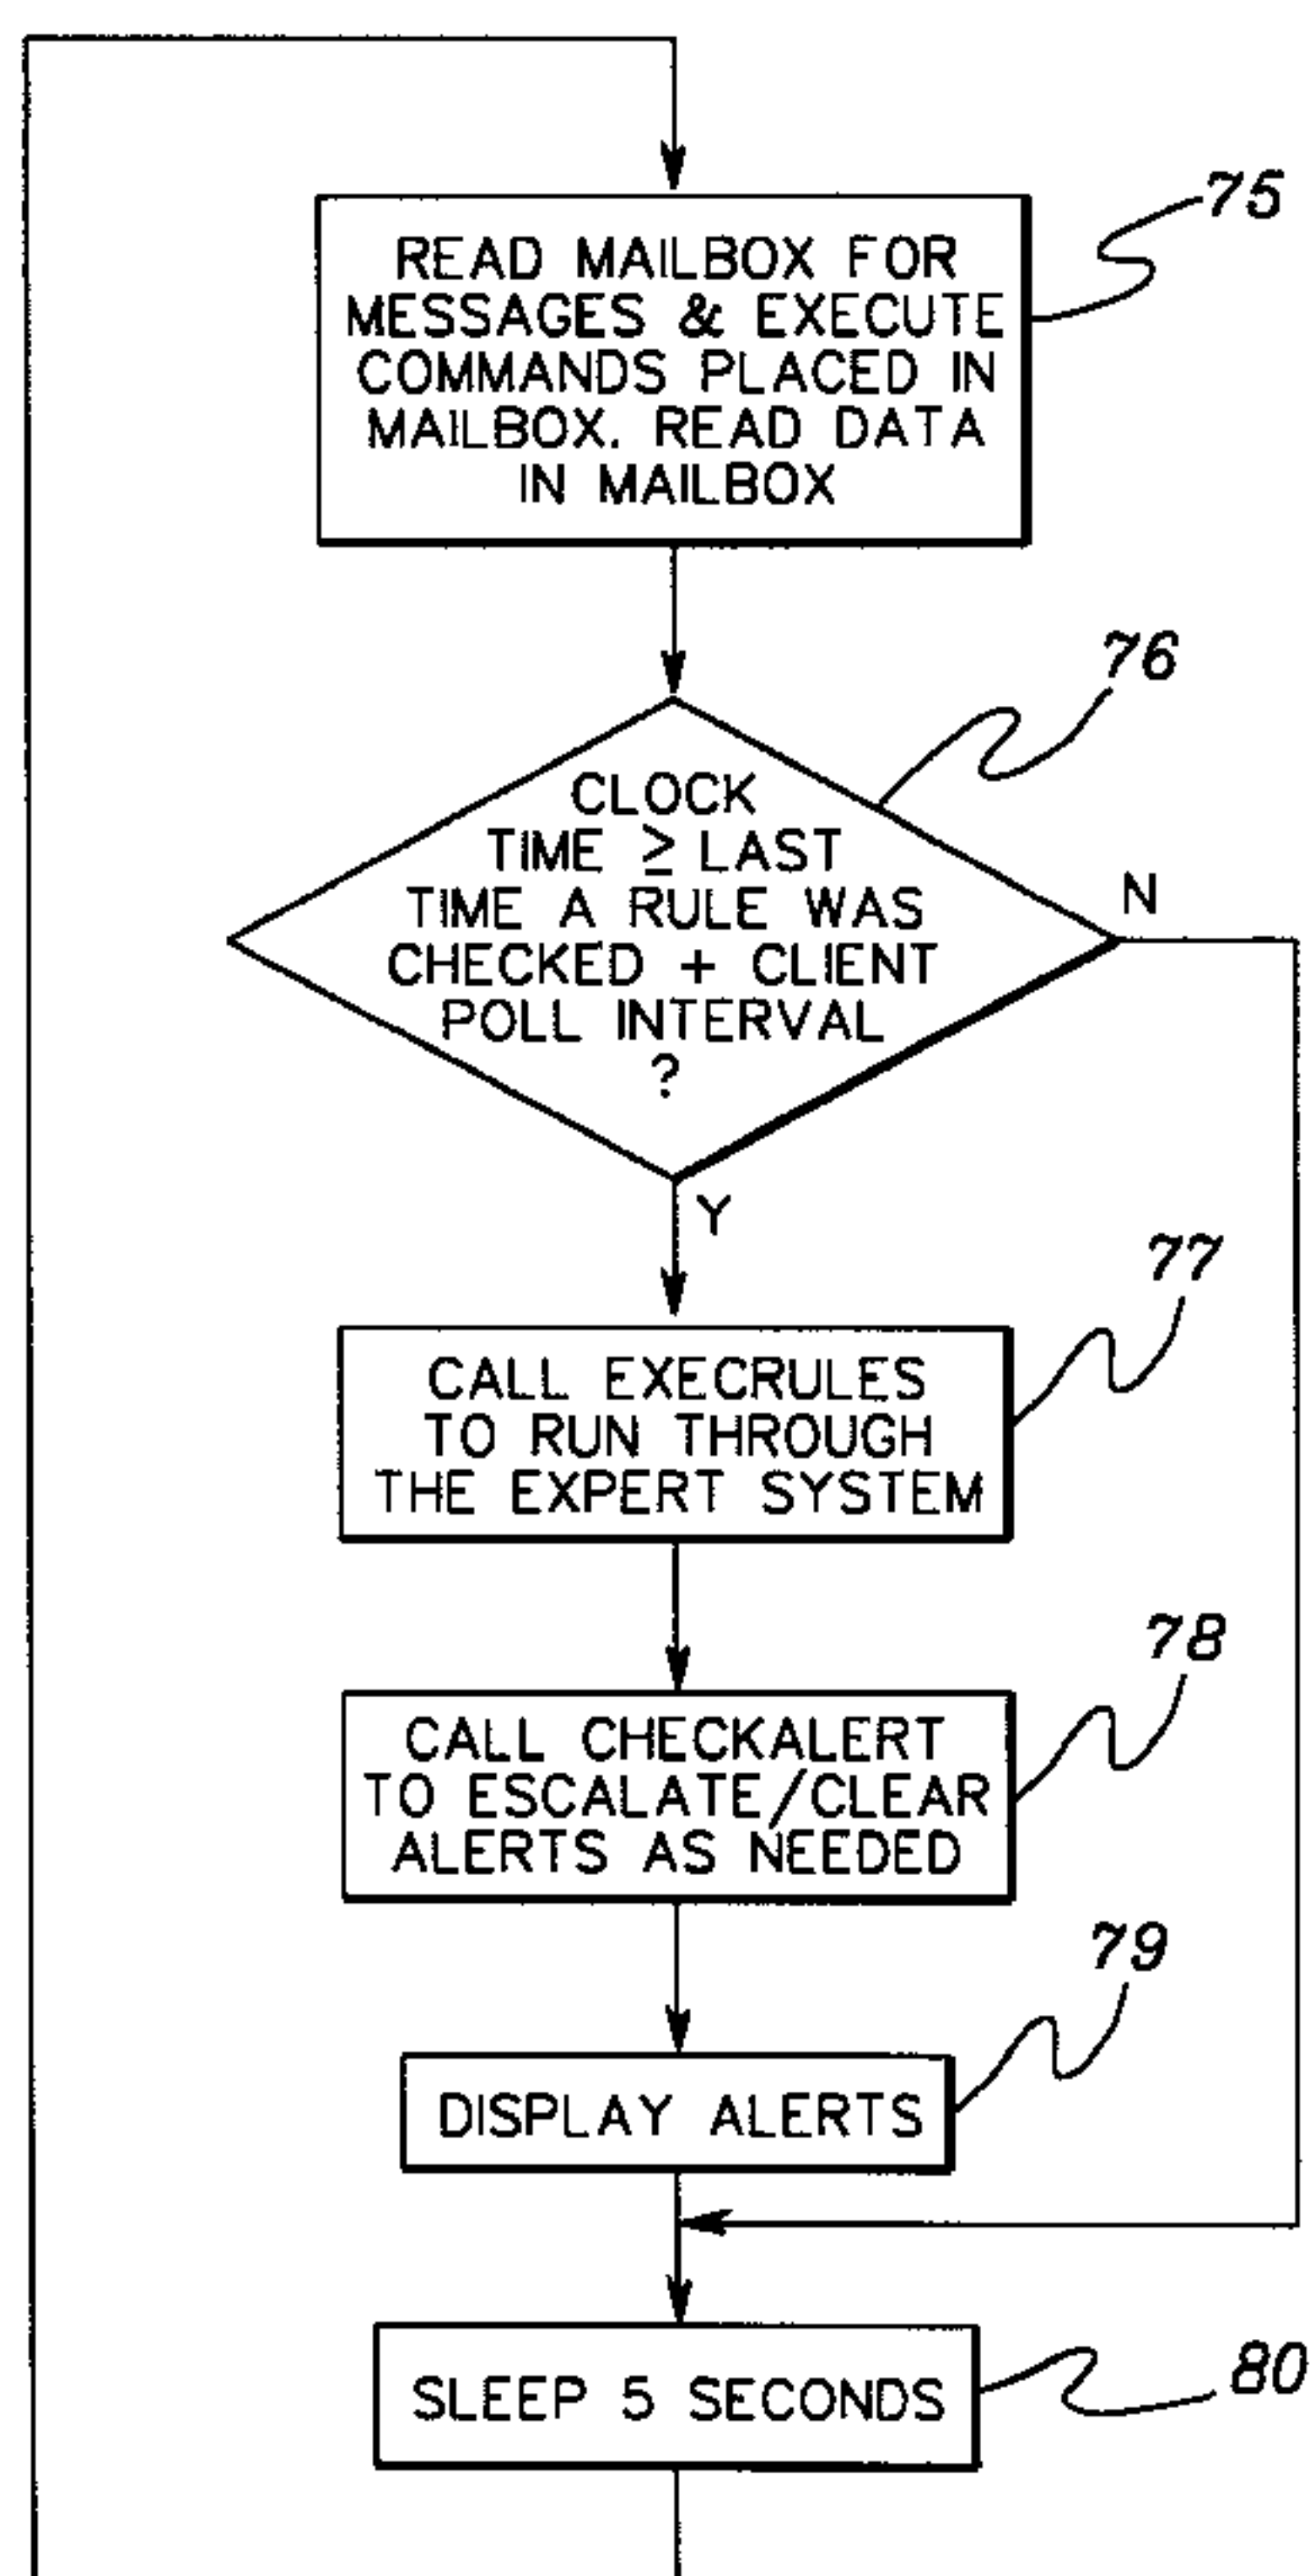 75
READ MAILBOX FOR
MESSAGES & EXECUTE
COMMANDS PLACED IN
MAILBOX. READ DATA
IN MAILBOX
76
CLOCK
TIME ≥ LAST
TIME A RULE WAS
CHECKED + CLIENT
POLL INTERVAL
?
N
Y
77
CALL EXECRULES
TO RUN THROUGH
THE EXPERT SYSTEM
78
CALL CHECKALERT
TO ESCALATE/CLEAR
ALERTS AS NEEDED
79
DISPLAY ALERTS
80
SLEEP 5 SECONDS